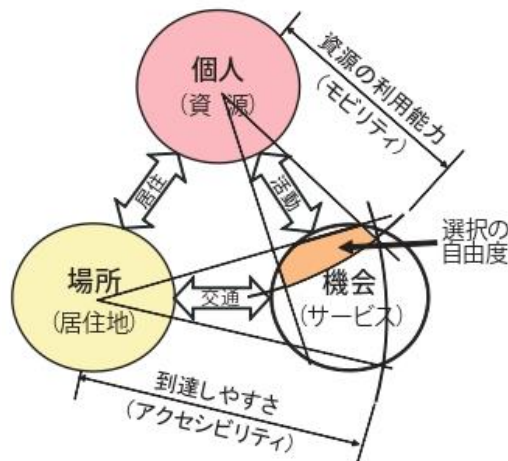 個人
(資 源)
資源の利用能力
(モビリティ)
居住
活動
選択の
自由度
場所
(居住地)
交通
機会
(サービス)
到達しやすさ
(アクセシビリティ)